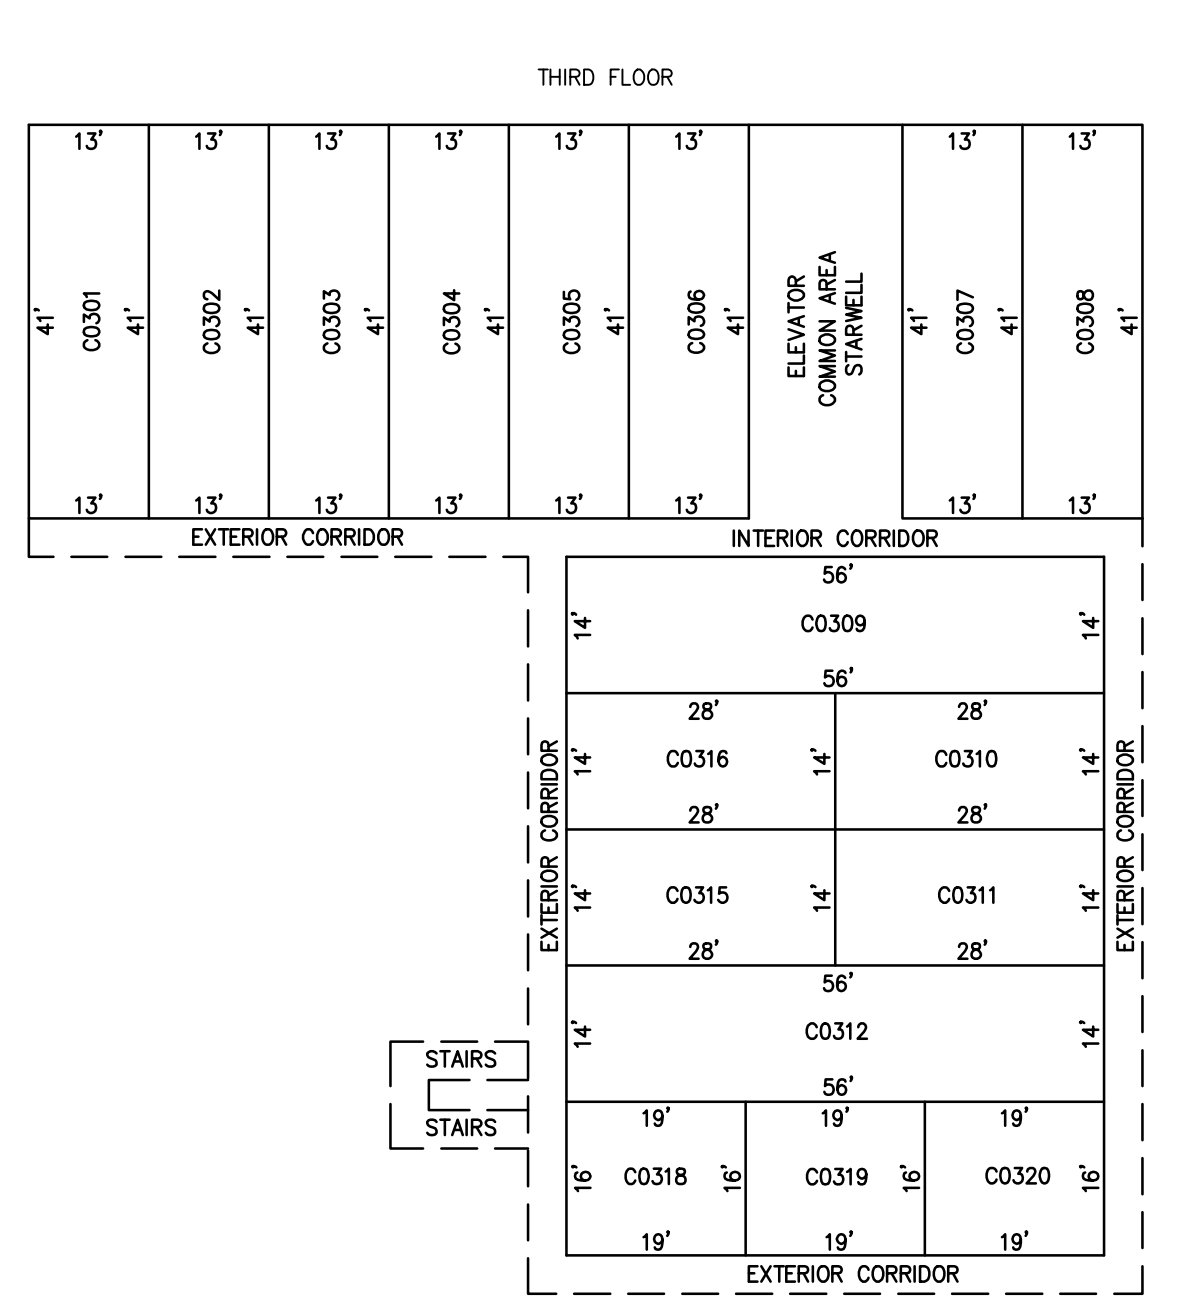 THIRD FLOOR
13' 13' 13' 13' 13' 13' 13' 13'
41' C0301 41' C0302 41' C0303 41' C0304 41' C0305 41' C0306 41'
ELEVATOR
COMMON AREA
STARWELL
41' C0307 41' C0308 41'
13' 13' 13' 13' 13' 13' 13' 13'
EXTERIOR CORRIDOR
INTERIOR CORRIDOR
56'
14' C0309 14'
56'
28' 28'
14' C0316 14' C0310 14'
28' 28'
EXTERIOR CORRIDOR
EXTERIOR CORRIDOR
14' C0315 14' C0311 14'
28' 28'
56'
14' C0312 14'
56'
STAIRS
STAIRS
19' 19' 19'
16' C0318 16' C0319 16' C0320 16'
19' 19' 19'
EXTERIOR CORRIDOR